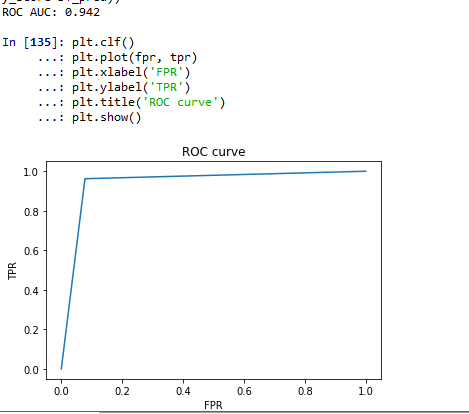 ROC AUC: 0.942
In [135]: plt.clf()
...: plt.plot(fpr, tpr)
...: plt.xlabel('FPR')
...: plt.ylabel('TPR')
...: plt.title('ROC curve')
...: plt.show()
ROC curve
1.0
0.8
0.6
0.4
0.2
0.0
TPR
0.0 0.2 0.4 0.6 0.8 1.0
FPR